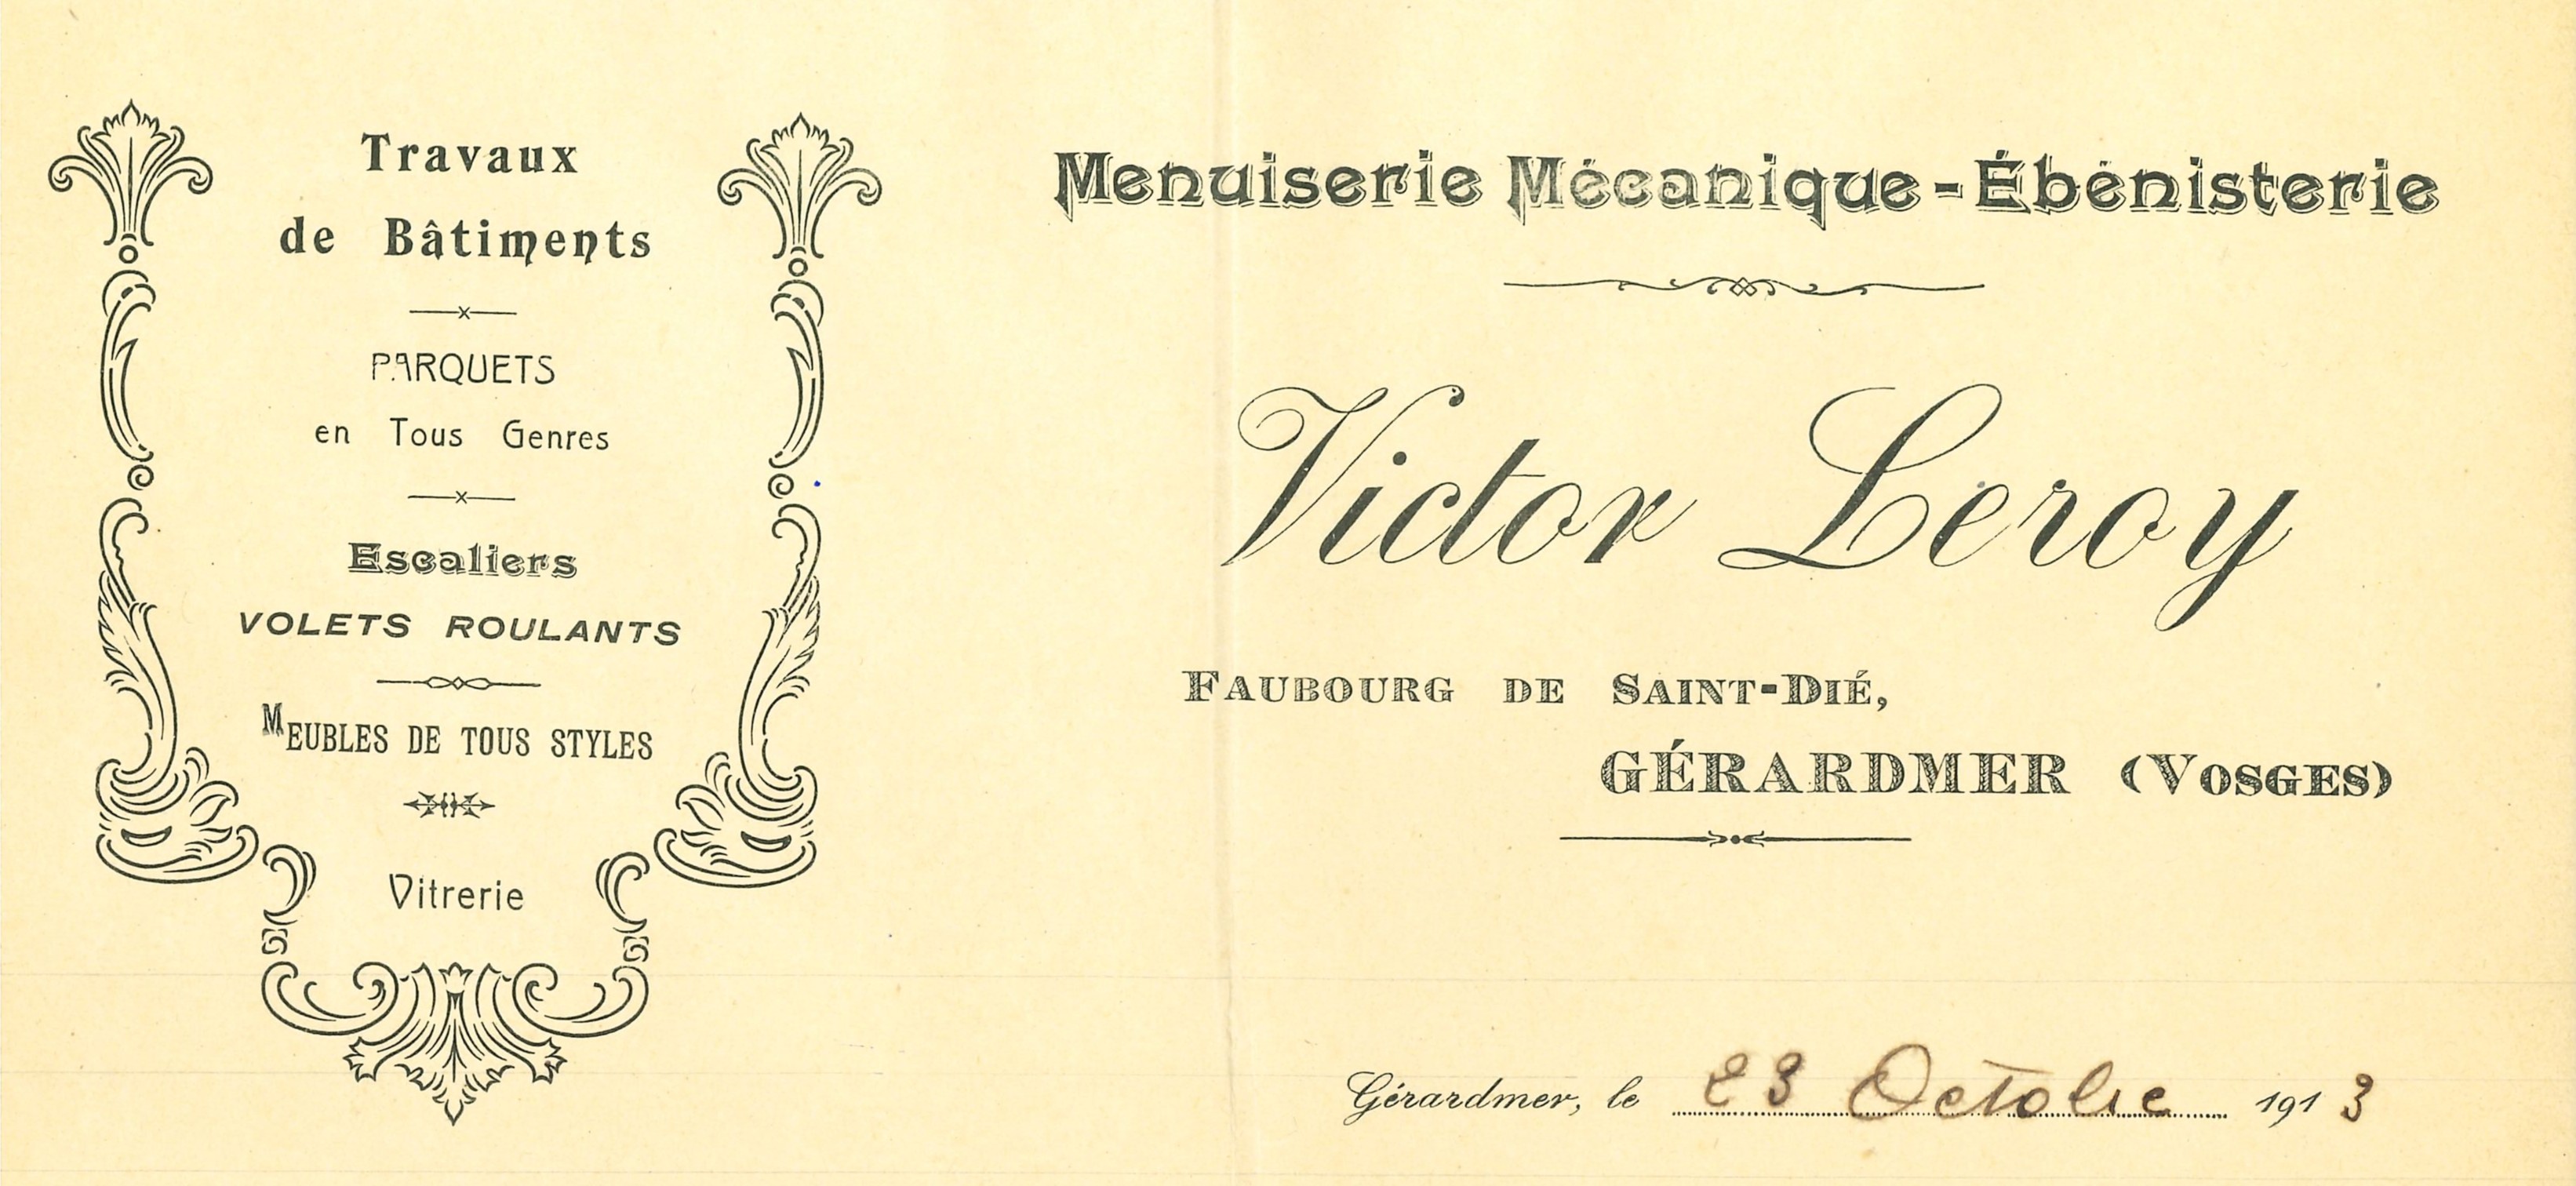 Travaux
de Bâtiments
PARQUETS
en Tous Genres
Escaliers
VOLETS ROULANTS
MEUBLES DE TOUS STYLES
Vitrerie
Menuiserie Mécanique-Ébénisterie
Victor Leroy
FAUBOURG DE SAINT-DIÉ,
GÉRARDMER (VOSGES)
Gérardmer, le 23 Octobre 1913